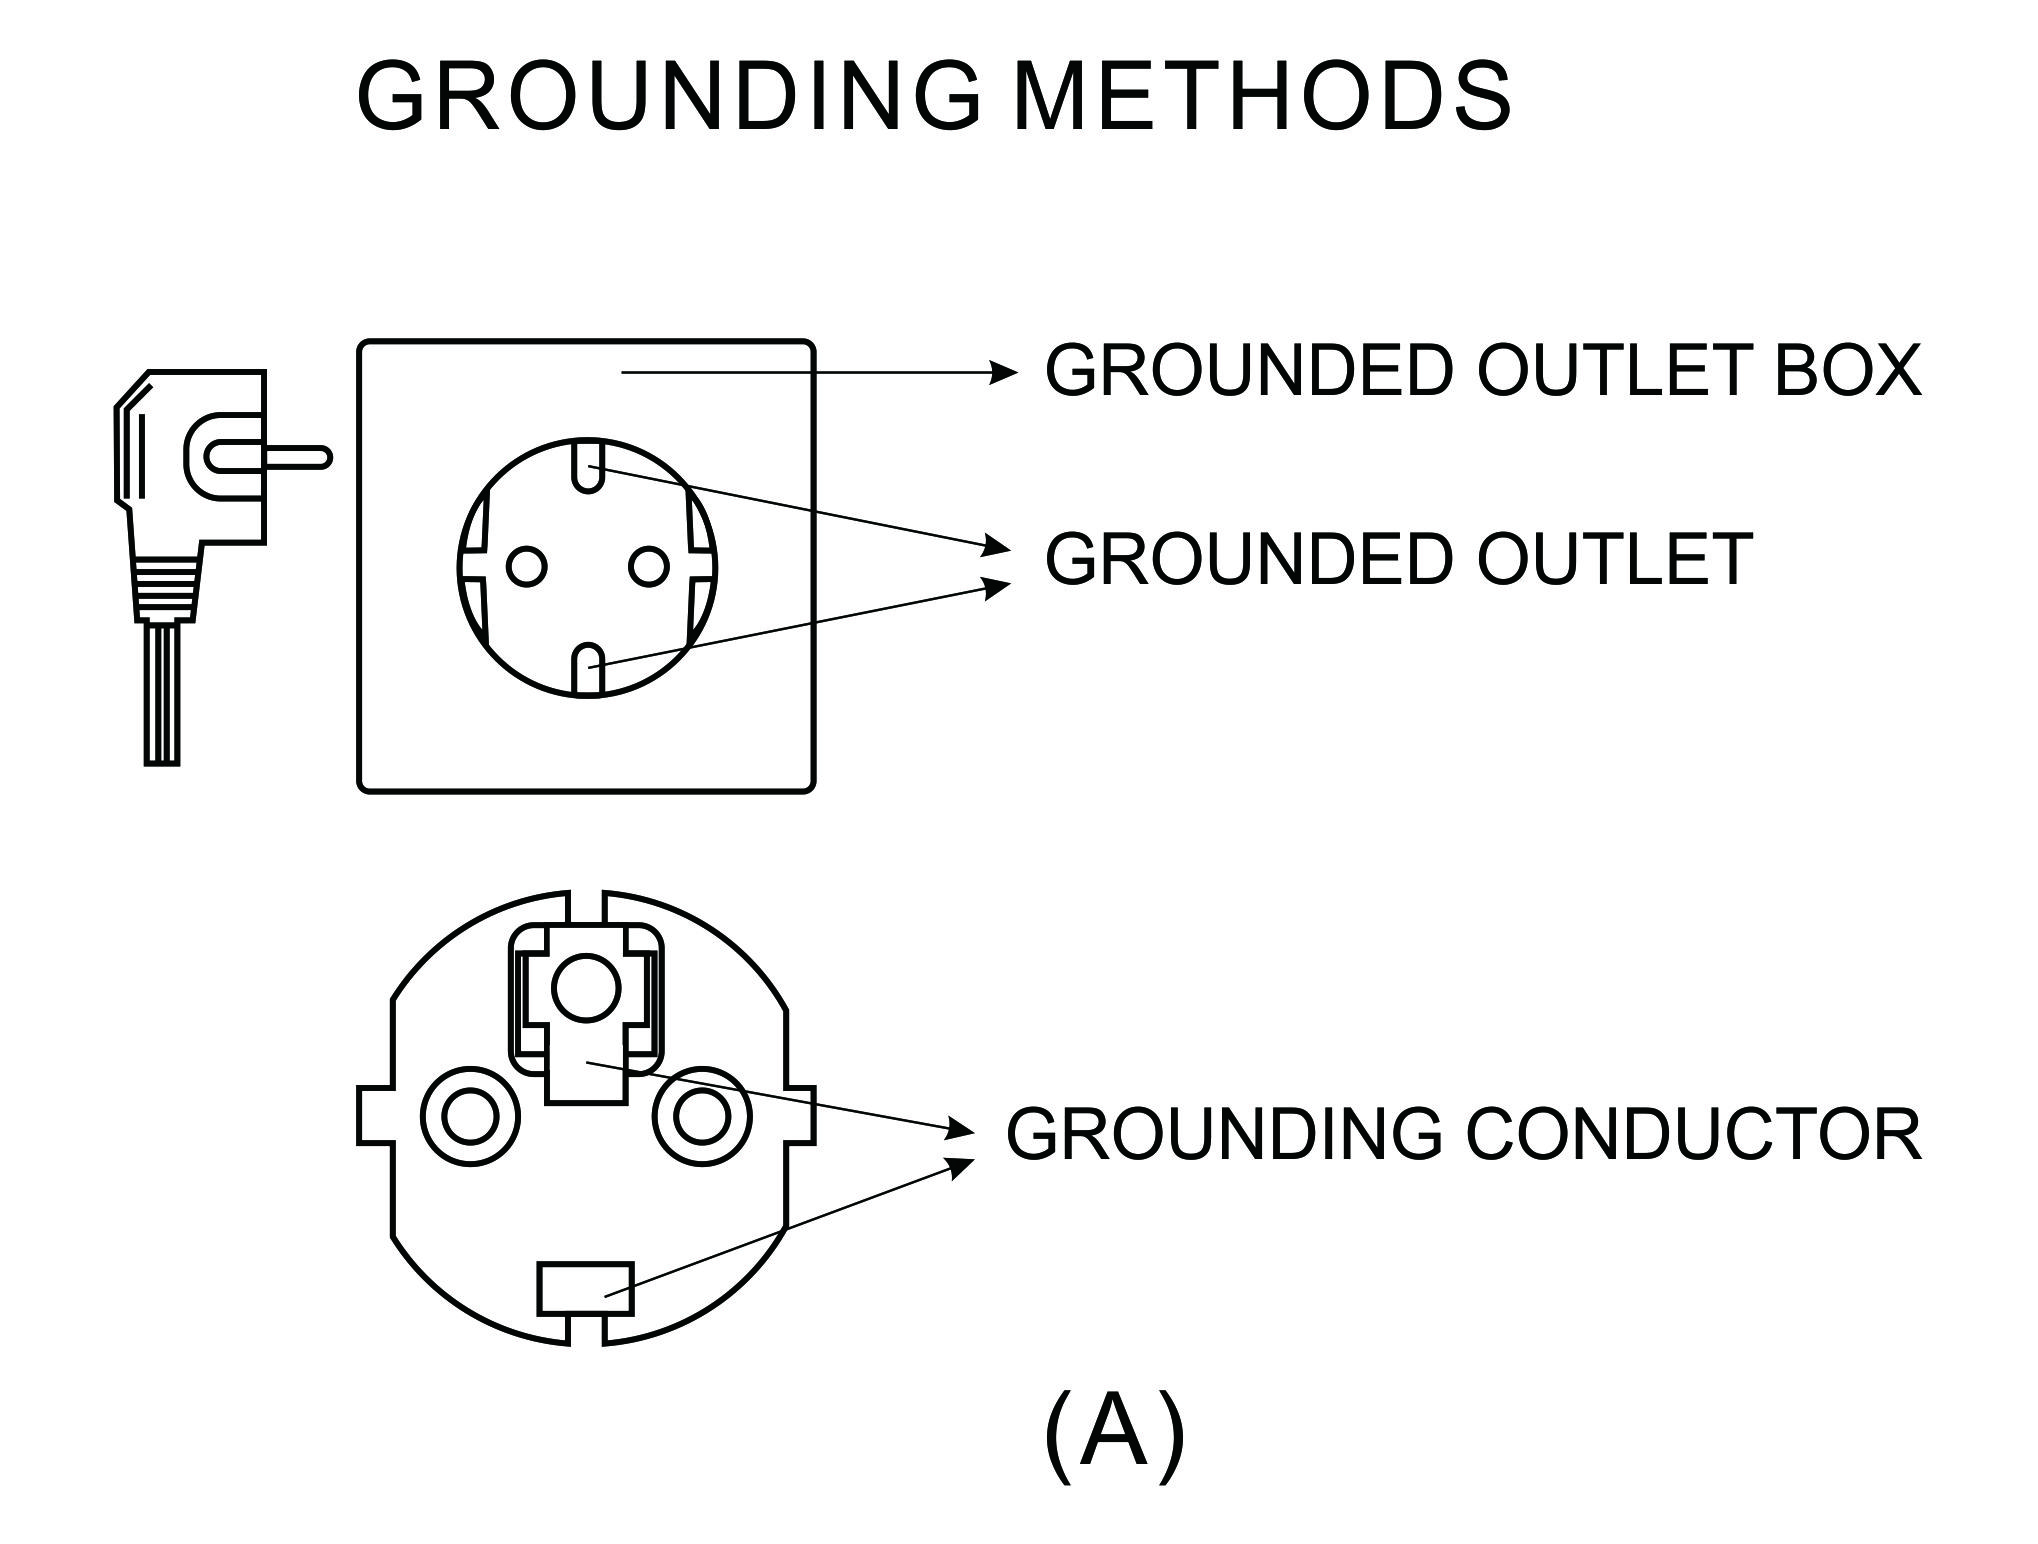 GROUNDING METHODS
GROUNDED OUTLET BOX
GROUNDED OUTLET
GROUNDING CONDUCTOR
(A)